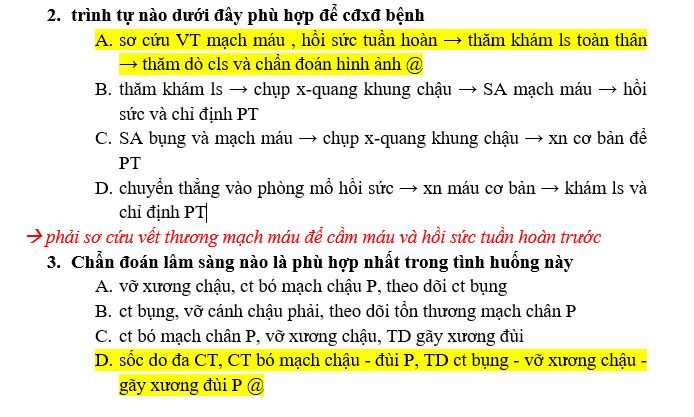 2. trình tự nào dưới đây phù hợp để cđxđ bệnh
A. sơ cứu VT mạch máu , hồi sức tuần hoàn → thăm khám ls toàn thân
→ thăm dò cls và chẩn đoán hình ảnh @
B. thăm khám ls → chụp x-quang khung chậu → SA mạch máu → hồi
sức và chỉ định PT
C. SA bụng và mạch máu → chụp x-quang khung chậu → xn cơ bản để
PT
D. chuyển thẳng vào phòng mổ hồi sức → xn máu cơ bản → khám ls và
chỉ định PT
→ phải sơ cứu vết thương mạch máu để cầm máu và hồi sức tuần hoàn trước
3. Chẩn đoán lâm sàng nào là phù hợp nhất trong tình huống này
A. vỡ xương chậu, ct bó mạch chậu P, theo dõi ct bụng
B. ct bụng, vỡ cánh chậu phải, theo dõi tổn thương mạch chân P
C. ct bó mạch chân P, vỡ xương chậu, TD gãy xương đùi
D. sốc do đa CT, CT bó mạch chậu - đùi P, TD ct bụng - vỡ xương chậu -
gãy xương đùi P @